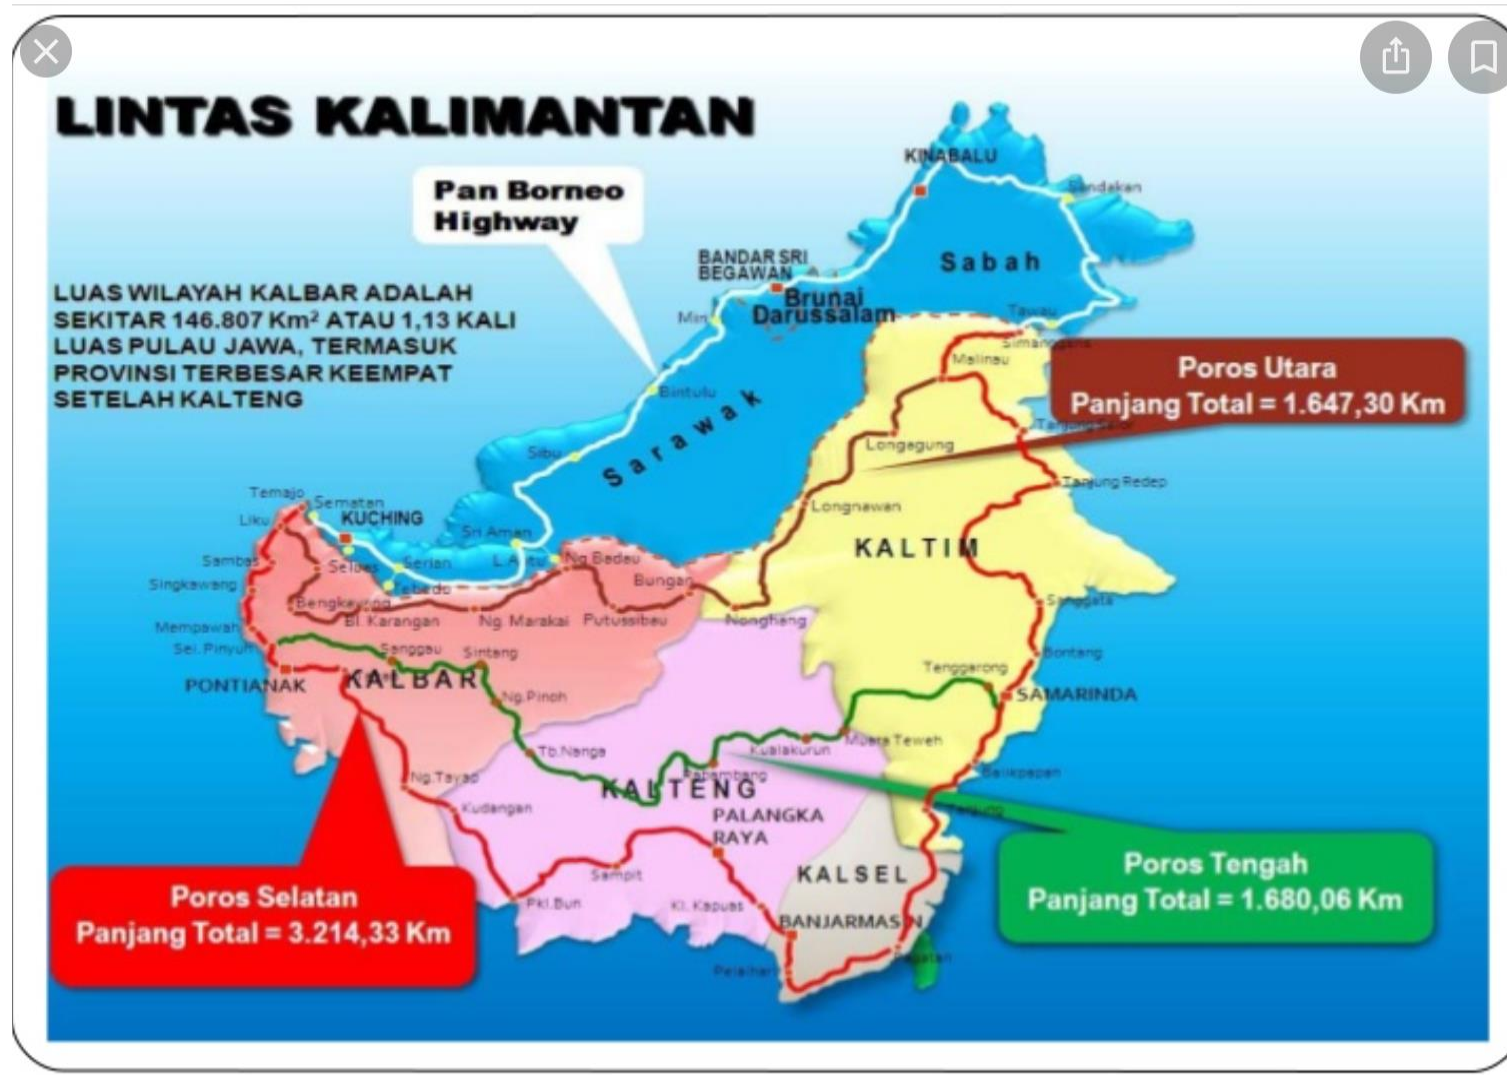 LINTAS KALIMANTAN
Pan Borneo
Highway
LUAS WILAYAH KALBAR ADALAH
SEKITAR 146.807 Km² ATAU 1,13 KALI
LUAS PULAU JAWA, TERMASUK
PROVINSI TERBESAR KEEMPAT
SETELAH KALTENG
KINABALU
Sandakan
Sabah
BANDAR SRI
BEGAWAN
Brunai
Darussalam
Tawau
Simanggaris
Malinau
Poros Utara
Panjang Total = 1.647,30 Km
Bintulu
Sarawak
Sibu
Longagung
Tanjung Selor
Tanjung Redep
Longnawan
Temajo
Sematan
Liku
KUCHING
Sri Aman
KALTIM
Sambas
Serian
Ng Badau
Singkawang
Tebedu
Bungan
Bengkayang
Mempawah
Bl. Karangan
Ng. Marakai
Putussibau
Nonghang
Sanggata
Sei. Pinyuh
Sanggau
Sintang
Bontang
PONTIANAK
KALBAR
Tenggarong
SAMARINDA
Ng.Pinoh
Tb.Nanga
Kualakurun
Muara Teweh
Ng.Tayap
KALTENG
Balikpapan
Kudangan
PALANGKA
RAYA
Tanjung
Sampit
KALSEL
Poros Tengah
Panjang Total = 1.680,06 Km
Poros Selatan
Panjang Total = 3.214,33 Km
Pkl.Bun
Kl. Kapuas
BANJARMASIN
Pelaihari